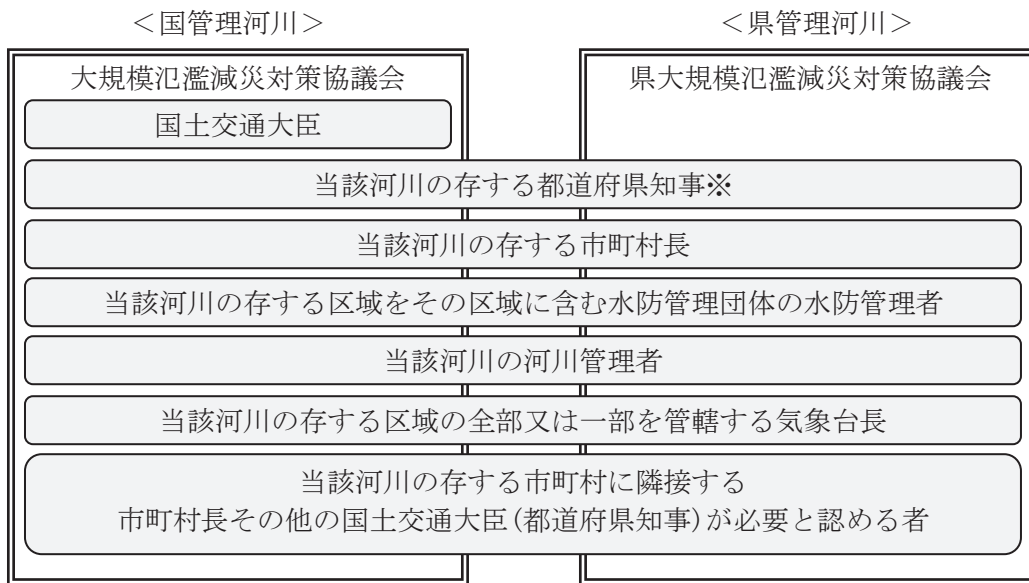 ＜国管理河川＞
＜県管理河川＞
大規模氾濫減災対策協議会
県大規模氾濫減災対策協議会
国土交通大臣
当該河川の存する都道府県知事※
当該河川の存する市町村長
当該河川の存する区域をその区域に含む水防管理団体の水防管理者
当該河川の河川管理者
当該河川の存する区域の全部又は一部を管轄する気象台長
当該河川の存する市町村に隣接する
市町村長その他の国土交通大臣(都道府県知事)が必要と認める者